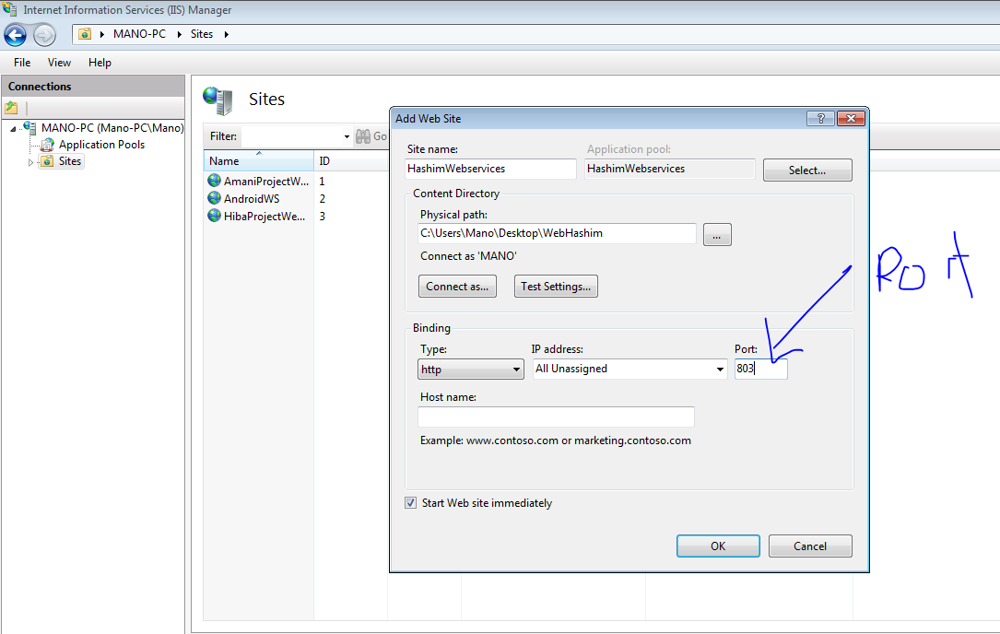 Internet Information Services (IIS) Manager
MANO-PC Sites
File View Help
Connections
MANO-PC (Mano-PC\Mano)
Application Pools
Sites
Sites
Filter: Go
Name ID
AmaniProjectW... 1
AndroidWS 2
HibaProjectWe... 3
Add Web Site
Site name: Application pool:
HashimWebservices HashimWebservices Select...
Content Directory
Physical path:
C:\Users\Mano\Desktop\WebHashim ...
Connect as 'MANO'
Connect as... Test Settings...
Binding
Type: IP address: Port:
http All Unassigned 803
Host name:
Example: www.contoso.com or marketing.contoso.com
Start Web site immediately
OK Cancel
Port